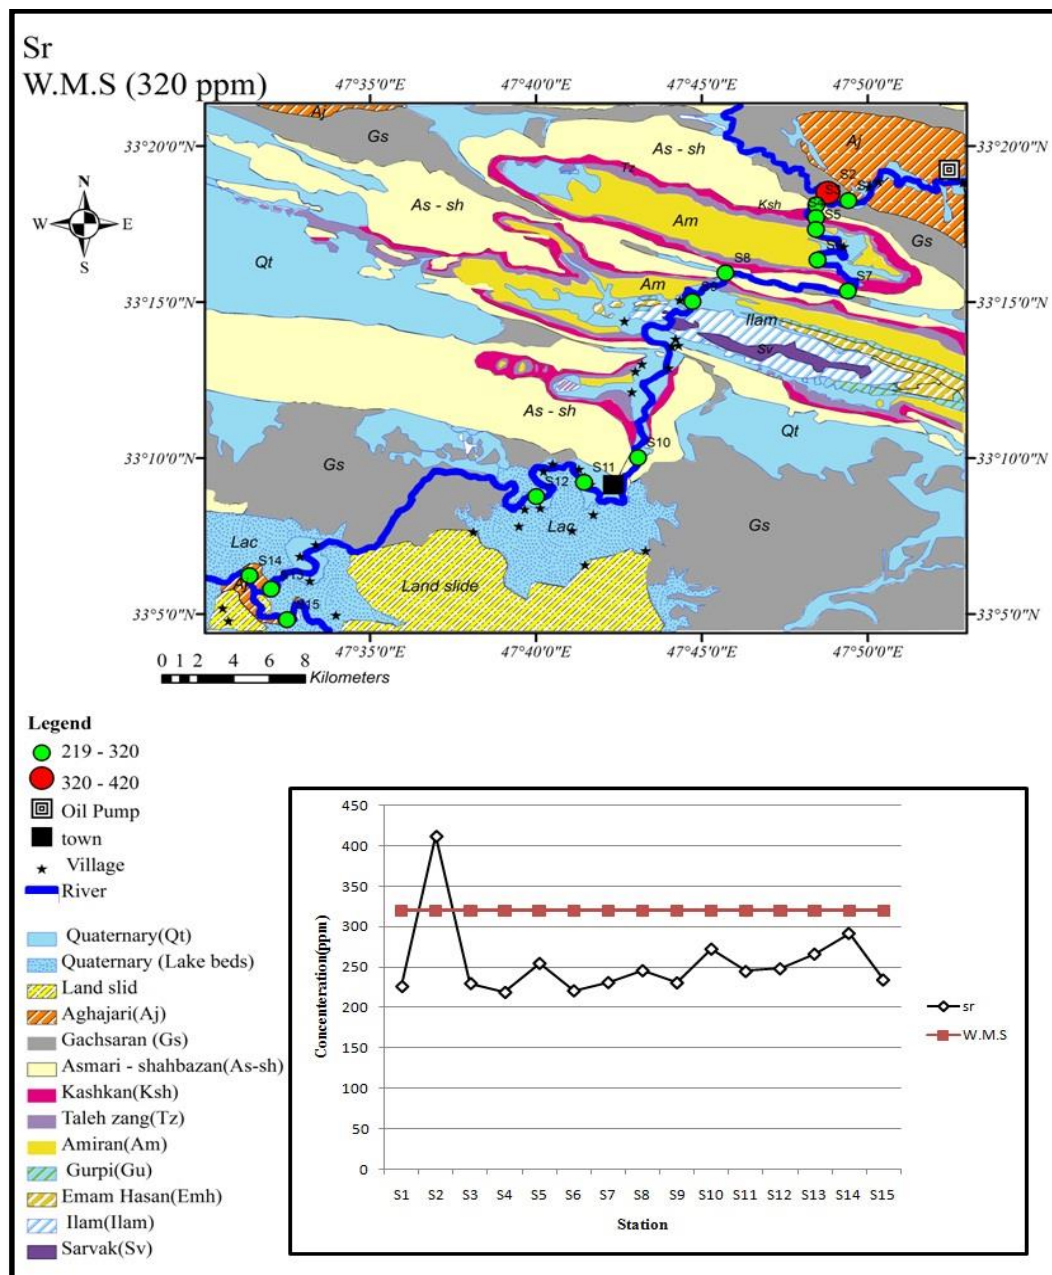 Sr
W.M.S (320 ppm)
47°35'0"E 47°40'0"E 47°45'0"E 47°50'0"E
33°20'0"N
33°15'0"N
33°10'0"N
33°5'0"N
33°20'0"N
33°15'0"N
33°10'0"N
33°5'0"N
N
W E
S
Aj
Gs
As - sh
Aj
Tz
S2
As - sh
Ksh
S5
Am
Gs
Qt
S8
S7
Am
Ilam
Sv
As - sh
Qt
S10
Gs
S11
S12
Lac
Gs
Lac
S14
Land slide
47°35'0"E 47°40'0"E 47°45'0"E 47°50'0"E
0 1 2 4 6 8
Kilometers
Legend
219 - 320
320 - 420
Oil Pump
town
Village
River
Quaternary(Qt)
Quaternary (Lake beds)
Land slid
Aghajari(Aj)
Gachsaran (Gs)
Asmari - shahbazan(As-sh)
Kashkan(Ksh)
Taleh zang(Tz)
Amiran(Am)
Gurpi(Gu)
Emam Hasan(Emh)
Ilam(Ilam)
Sarvak(Sv)
Concenteration(ppm)
450
400
350
300
250
200
150
100
50
0
S1 S2 S3 S4 S5 S6 S7 S8 S9 S10 S11 S12 S13 S14 S15
Station
sr
W.M.S